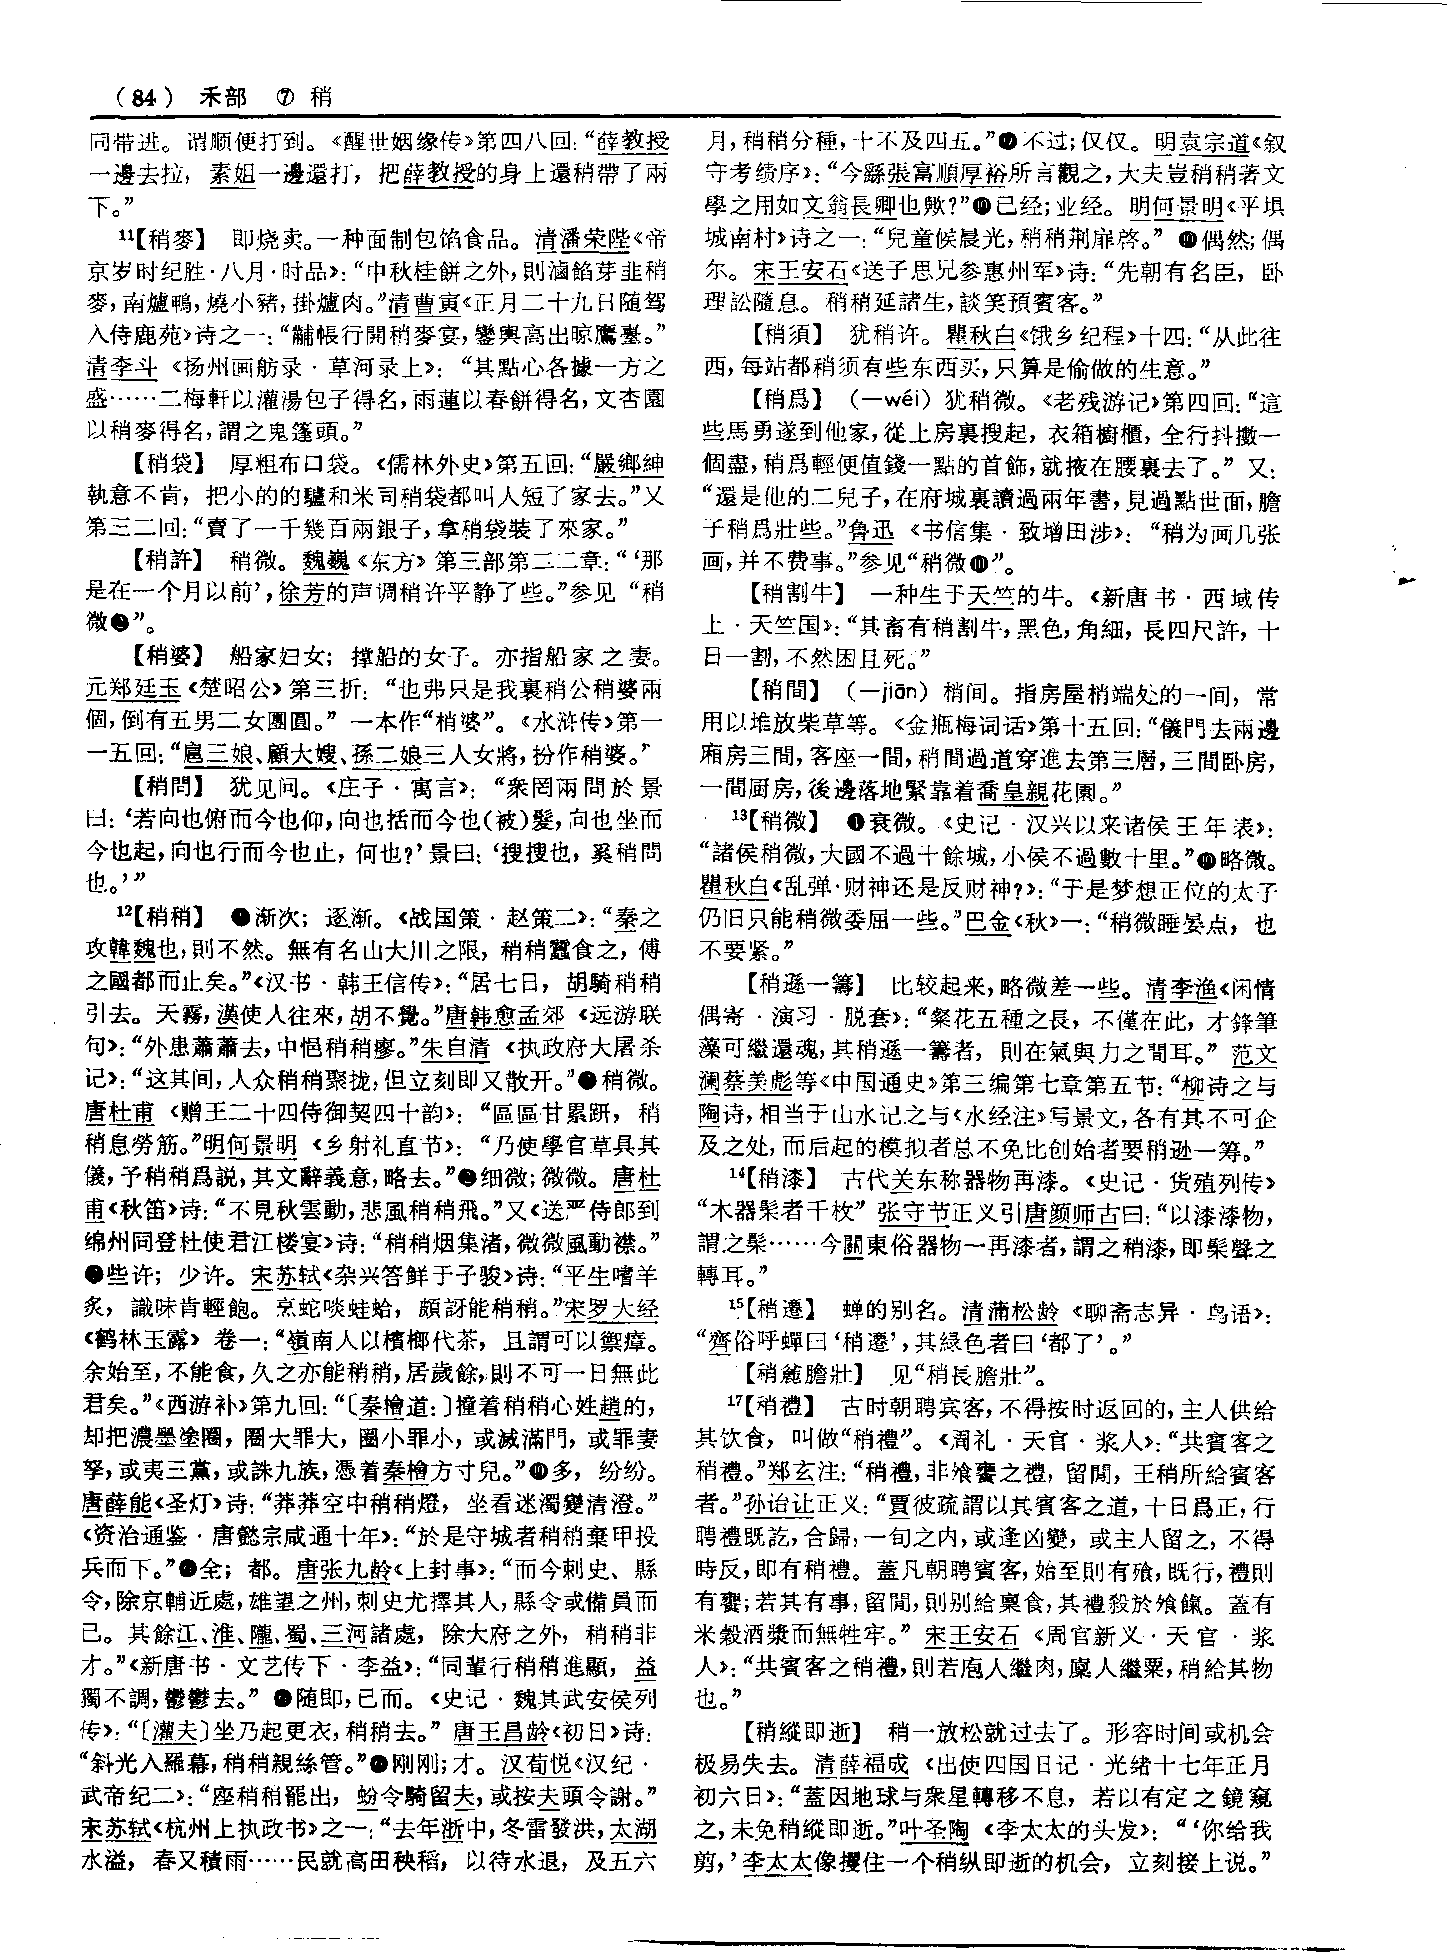 （84） 禾部 ⑦ 稍
同带进。谓顺便打到。《醒世姻缘传》第四八回：“薛教授
一邊去拉，素姐一邊還打，把薛教授的身上還稍帶了兩
下。”
11【稍麥】 即烧卖。一种面制包馅食品。清潘荣陛《帝
京岁时纪胜·八月·时品》：“中秋桂餅之外，則滷餡芽韭稍
麥，南爐鴨，燒小豬，掛爐肉。”清曹寅《正月二十九日随驾
入侍鹿苑》诗之一：“黼帳行開稍麥宴，鑾輿高出晾鷹臺。”
清李斗《扬州画舫录·草河录上》：“其點心各據一方之
盛……二梅軒以灌湯包子得名，雨蓮以春餅得名，文杏園
以稍麥得名，謂之鬼篷頭。”
【稍袋】 厚粗布口袋。《儒林外史》第五回：“嚴鄉紳
執意不肯，把小的的驢和米司稍袋都叫人短了家去。”又
第三二回：“賣了一千幾百兩銀子，拿稍袋裝了來家。”
【稍許】 稍微。魏巍《东方》第三部第二二章：“‘那
是在一个月以前’，徐芳的声调稍许平静了些。”参见“稍
微❷”。
【稍婆】 船家妇女；撑船的女子。亦指船家之妻。
元郑廷玉《楚昭公》第三折：“也弗只是我裏稍公稍婆兩
個，倒有五男二女團圓。”一本作“梢婆”。《水浒传》第一
一五回：“扈三娘、顧大嫂、孫二娘三人女將，扮作稍婆。”
【稍問】 犹见问。《庄子·寓言》：“衆罔兩問於景
曰：‘若向也俯而今也仰，向也括而今也（被）髮，向也坐而
今也起，向也行而今也止，何也？’景曰：‘搜搜也，奚稍問
也。’”
12【稍稍】 ❶渐次；逐渐。《战国策·赵策二》：“秦之
攻韓魏也，則不然。無有名山大川之限，稍稍蠶食之，傅
之國都而止矣。”《汉书·韩王信传》：“居七日，胡騎稍稍
引去。天霧，漢使人往來，胡不覺。”唐韩愈孟郊《远游联
句》：“外患蕭蕭去，中悒稍稍瘳。”朱自清《执政府大屠杀
记》：“这其间，人众稍稍聚拢，但立刻即又散开。”❷稍微。
唐杜甫《赠王二十四侍御契四十韵》：“區區甘累趼，稍
稍息勞筋。”明何景明《乡射礼直节》：“乃使學官草具其
儀，予稍稍爲説，其文辭義意，略去。”❸细微；微微。唐杜
甫《秋笛》诗：“不見秋雲動，悲風稍稍飛。”又《送严侍郎到
绵州同登杜使君江楼宴》诗：“稍稍烟集渚，微微風動襟。”
❹些许；少许。宋苏轼《杂兴答鲜于子骏》诗：“平生嗜羊
炙，識味肯輕飽。烹蛇啖蛙蛤，頗訝能稍稍。”宋罗大经
《鹤林玉露》卷一：“嶺南人以檳榔代茶，且謂可以禦瘴。
余始至，不能食，久之亦能稍稍，居歲餘，則不可一日無此
君矣。”《西游补》第九回：“〔秦檜道：〕撞着稍稍心姓趙的，
却把濃墨塗圈，圈大罪大，圈小罪小，或滅滿門，或罪妻
孥，或夷三黨，或誅九族，憑着秦檜方寸兒。”❺多，纷纷。
唐薛能《圣灯》诗：“莽莽空中稍稍燈，坐看迷濁變清澄。”
《资治通鉴·唐懿宗咸通十年》：“於是守城者稍稍棄甲投
兵而下。”❻全；都。唐张九龄《上封事》：“而今刺史、縣
令，除京輔近處，雄望之州，刺史尤擇其人，縣令或備員而
已。其餘江、淮、隴、蜀、三河諸處，除大府之外，稍稍非
才。”《新唐书·文艺传下·李益》：“同輩行稍稍進顯，益
獨不調，鬱鬱去。”❼随即，已而。《史记·魏其武安侯列
传》：“〔灌夫〕坐乃起更衣，稍稍去。”唐王昌龄《初日》诗：
“斜光入羅幕，稍稍親絲管。”❽刚刚；才。汉荀悦《汉纪·
武帝纪二》：“座稍稍罷出，蚡令騎留夫，或按夫頭令謝。”
宋苏轼《杭州上执政书》之一：“去年浙中，冬雷發洪，太湖
水溢，春又積雨……民就高田秧稻，以待水退，及五六
月，稍稍分種，十不及四五。”❾不过；仅仅。明袁宗道《叙
守考绩序》：“今繇張富順厚裕所言觀之，大夫豈稍稍著文
學之用如文翁長卿也歟？”❿已经；业经。明何景明《平埧
城南村》诗之一：“兒童候晨光，稍稍荆扉啓。”⓫偶然；偶
尔。宋王安石《送子思兄参惠州军》诗：“先朝有名臣，卧
理訟隨息。稍稍延諸生，談笑預賓客。”
【稍須】 犹稍许。瞿秋白《饿乡纪程》十四：“从此往
西，每站都稍须有些东西买，只算是偷做的生意。”
【稍爲】（—wéi）犹稍微。《老残游记》第四回：“這
些馬勇遂到他家，從上房裏搜起，衣箱櫥櫃，全行抖擻一
個盡，稍爲輕便值錢一點的首飾，就掖在腰裏去了。”又：
“還是他的二兒子，在府城裏讀過兩年書，見過點世面，膽
子稍爲壯些。”鲁迅《书信集·致增田涉》：“稍为画几张
画，并不费事。”参见“稍微❷”。
【稍割牛】 一种生于天竺的牛。《新唐书·西域传
上·天竺国》：“其畜有稍割牛，黑色，角細，長四尺許，十
日一割，不然困且死。”
【稍間】（—jiān）梢间。指房屋梢端处的一间，常
用以堆放柴草等。《金瓶梅词话》第十五回：“儀門去兩邊
廂房三間，客座一間，稍間過道穿進去第三層，三間卧房，
一間厨房，後邊落地緊靠着喬皇親花園。”
13【稍微】 ❶衰微。《史记·汉兴以来诸侯王年表》：
“諸侯稍微，大國不過十餘城，小侯不過數十里。”❷略微。
瞿秋白《乱弹·财神还是反财神？》：“于是梦想正位的太子
仍旧只能稍微委屈一些。”巴金《秋》一：“稍微睡晏点，也
不要紧。”
【稍遜一籌】 比较起来，略微差一些。清李渔《闲情
偶寄·演习·脱套》：“粲花五種之長，不僅在此，才鋒筆
藻可繼還魂，其稍遜一籌者，則在氣與力之間耳。”范文
澜蔡美彪等《中国通史》第三编第七章第五节：“柳诗之与
陶诗，相当于山水记之与《水经注》写景文，各有其不可企
及之处，而后起的模拟者总不免比创始者要稍逊一筹。”
14【稍漆】 古代关东称器物再漆。《史记·货殖列传》
“木器髤者千枚”张守节正义引唐颜师古曰：“以漆漆物，
謂之髤……今關東俗器物一再漆者，謂之稍漆，即髤聲之
轉耳。”
15【稍遷】 蝉的别名。清蒲松龄《聊斋志异·鸟语》：
“齊俗呼蟬曰‘稍遷’，其緑色者曰‘都了’。”
【稍麄膽壯】 见“稍長膽壯”。
17【稍禮】 古时朝聘宾客，不得按时返回的，主人供给
其饮食，叫做“稍禮”。《周礼·天官·浆人》：“共賓客之
稍禮。”郑玄注：“稍禮，非飧饔之禮，留間，王稍所給賓客
者。”孙诒让正义：“賈彼疏謂以其賓客之道，十日爲正，行
聘禮既訖，合歸，一旬之内，或逢凶變，或主人留之，不得
時反，即有稍禮。蓋凡朝聘賓客，始至則有飧，既行，禮則
有饔；若其有事，留間，則别給稟食，其禮殺於飧餼。蓋有
米穀酒漿而無牲牢。”宋王安石《周官新义·天官·浆
人》：“共賓客之稍禮，則若庖人繼肉，廩人繼粟，稍給其物
也。”
【稍縱即逝】 稍一放松就过去了。形容时间或机会
极易失去。清薛福成《出使四国日记·光绪十七年正月
初六日》：“蓋因地球与衆星轉移不息，若以有定之鏡窺
之，未免稍縱即逝。”叶圣陶《李太太的头发》：“‘你给我
剪，’李太太像攫住一个稍纵即逝的机会，立刻接上说。”